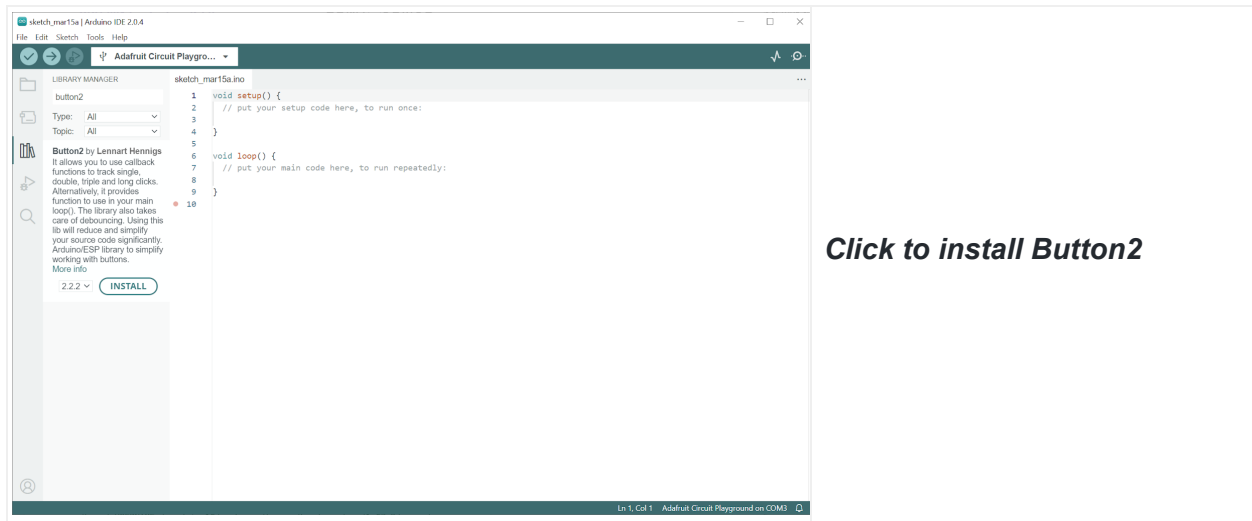 sketch_mar15a | Arduino IDE 2.0.4
File Edit Sketch Tools Help
Adafruit Circuit Playgro...
LIBRARY MANAGER
button2
Type: All
Topic: All
Button2 by Lennart Hennigs
It allows you to use callback
functions to track single,
double, triple and long clicks.
Alternatively, it provides
function to use in your main
loop(). The library also takes
care of debouncing. Using this
lib will reduce and simplify
your source code significantly.
Arduino/ESP library to simplify
working with buttons.
More info
2.2.2 INSTALL
sketch_mar15a.ino
...
1 void setup() {
2 // put your setup code here, to run once:
3
4 }
5
6 void loop() {
7 // put your main code here, to run repeatedly:
8
9 }
10
Click to install Button2
Ln 1, Col 1 Adafruit Circuit Playground on COM3